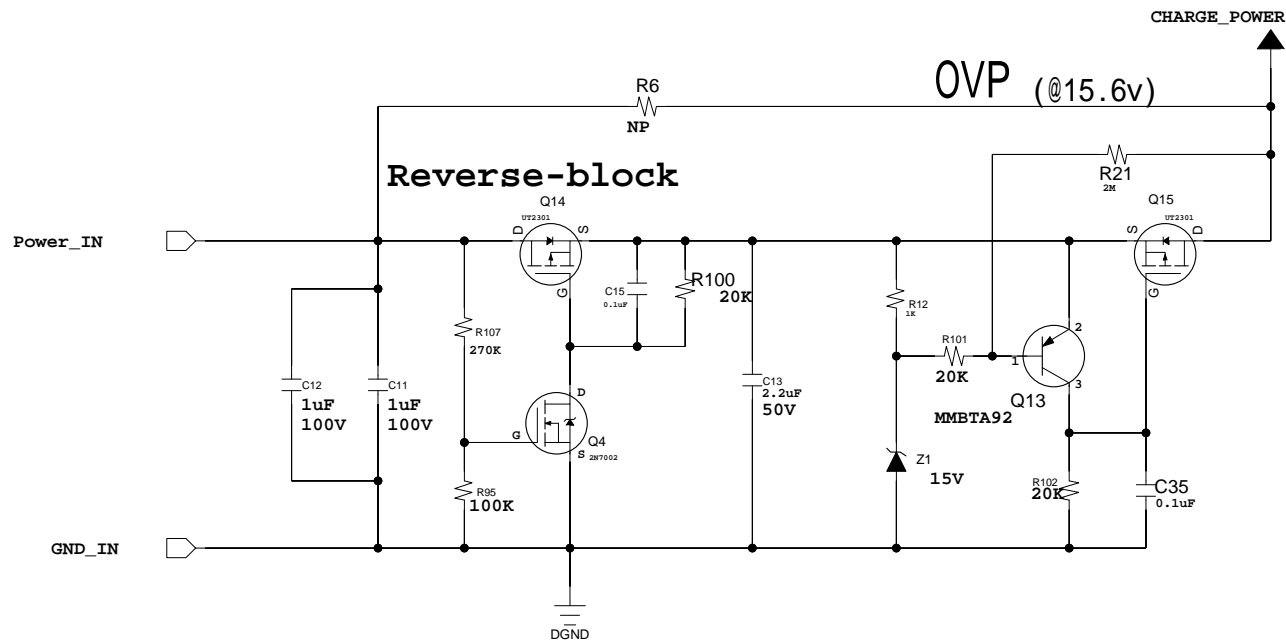 CHARGE_POWER
OVP (@15.6v)
R6
NP
Reverse-block
R21
2M
Q14
UT2301
Q15
UT2301
Power_IN
D
S
S
D
G
G
C15
0.1uF
R100
20K
R12
1K
R107
270K
R101
20K
1
2
3
C12
1uF
100V
C11
1uF
100V
C13
2.2uF
50V
Q13
MMBTA92
D
G
S
Q4
2N7002
Z1
15V
R95
100K
R102
20K
C35
0.1uF
GND_IN
DGND